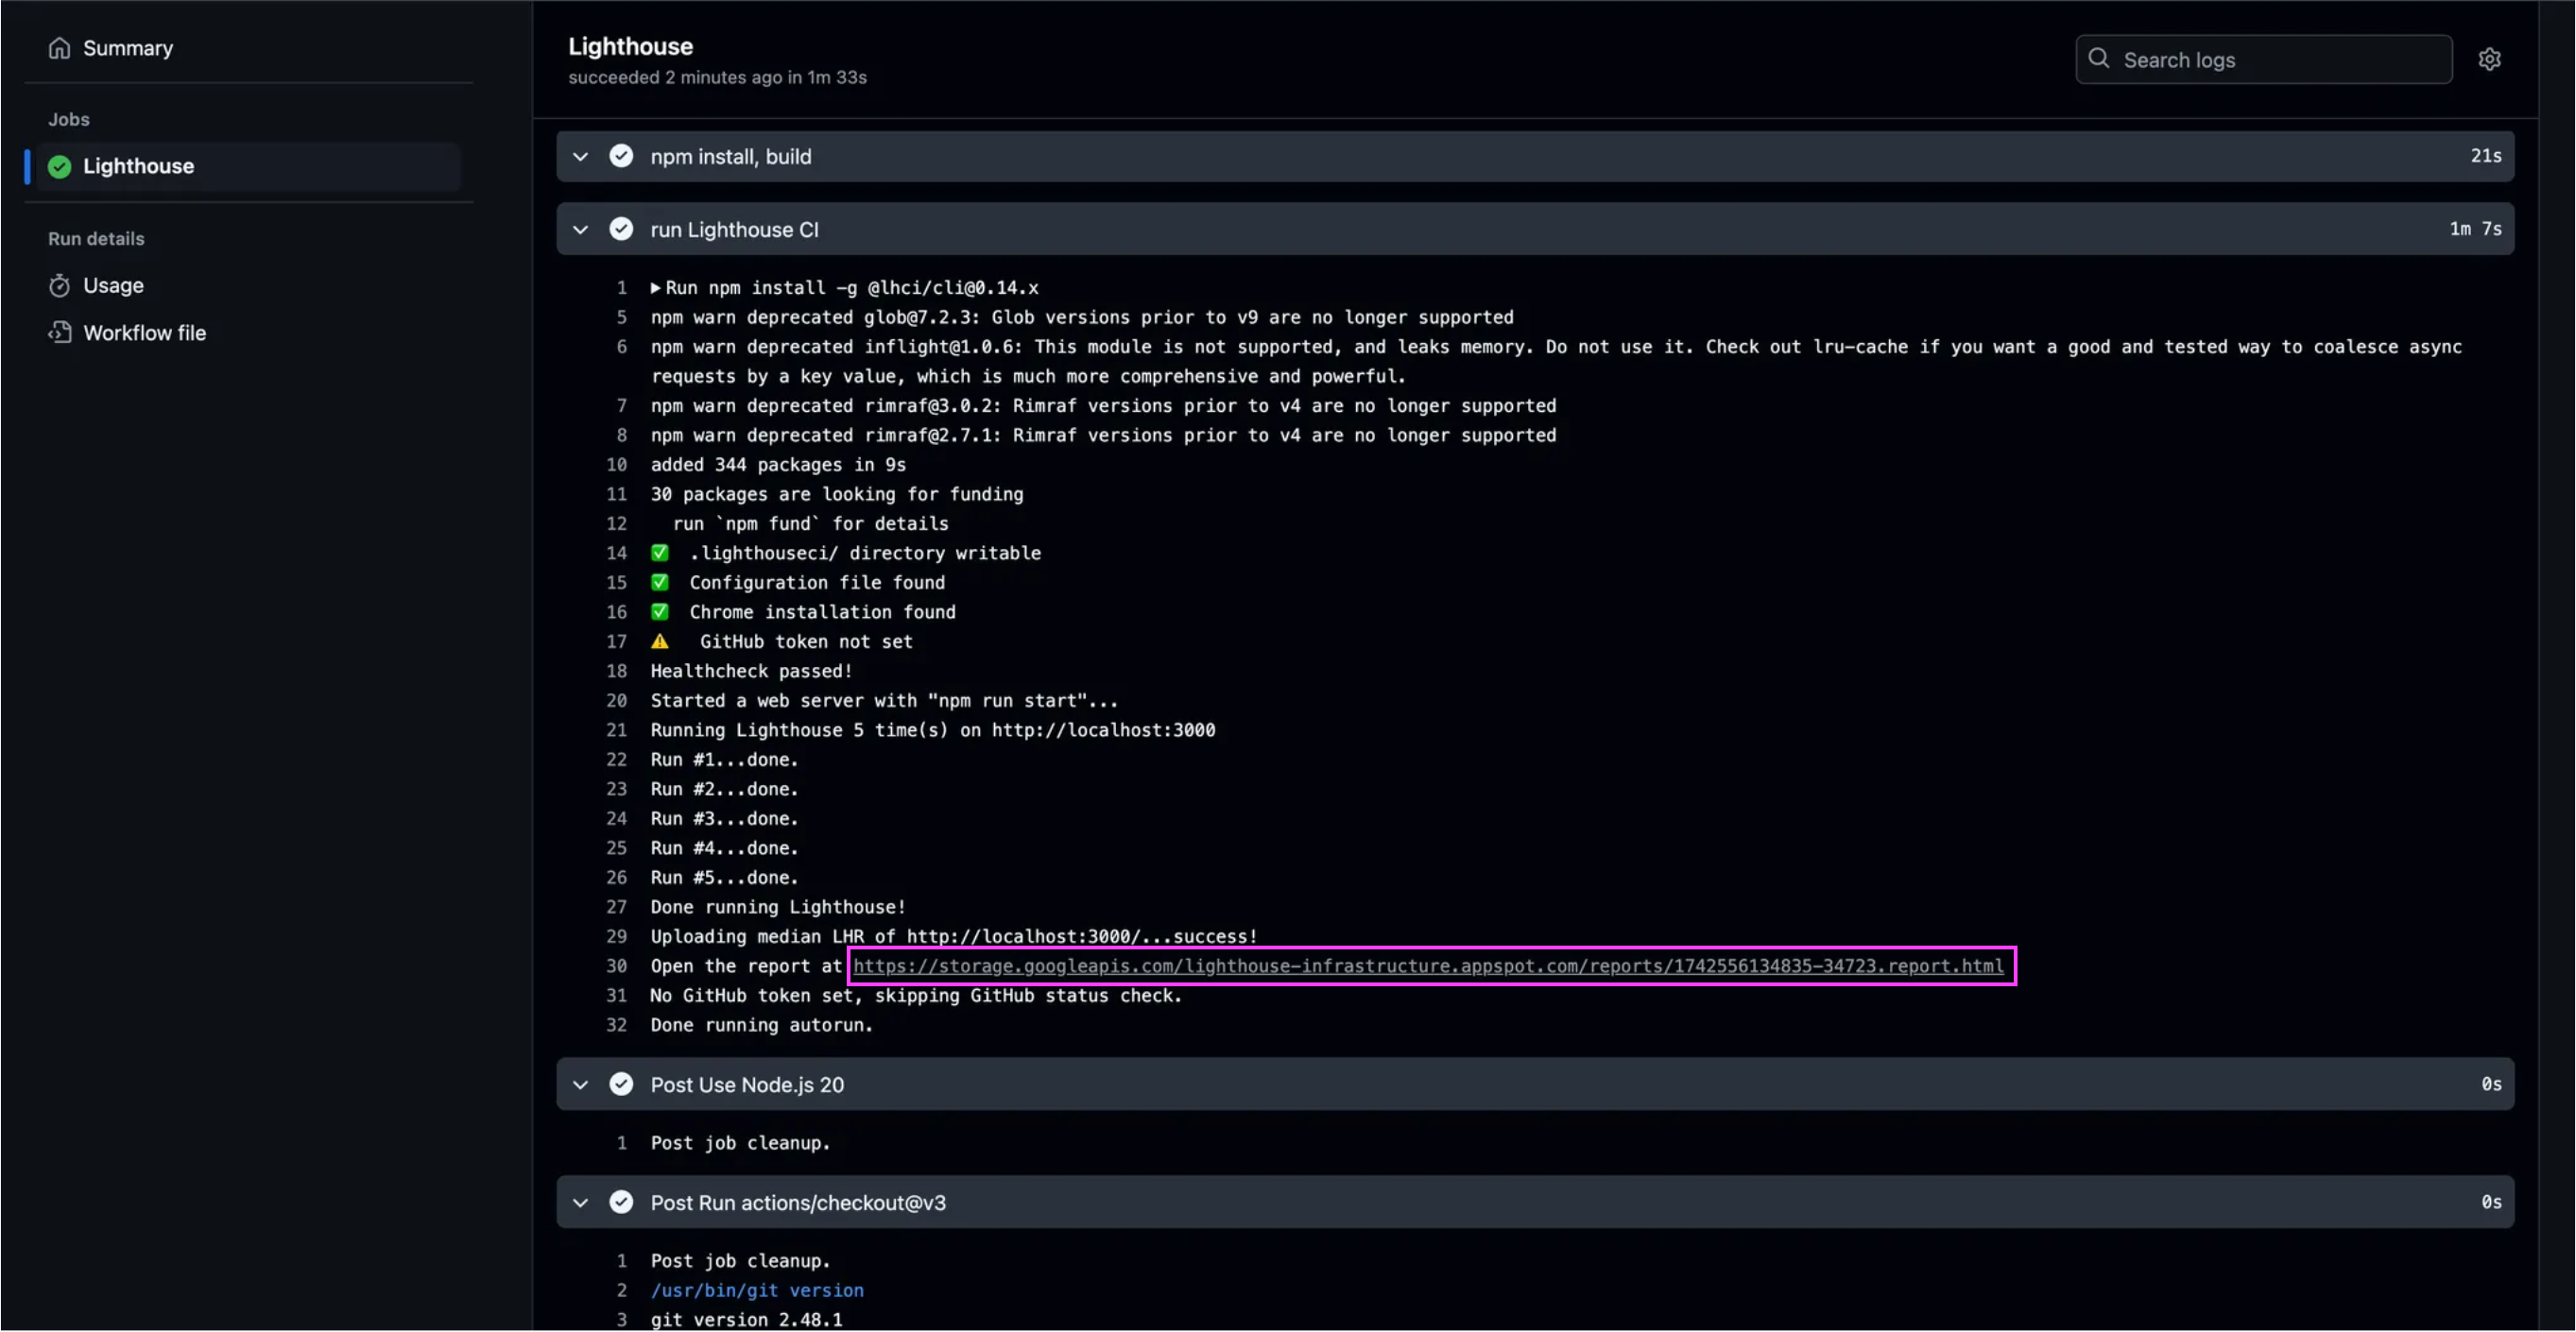 Summary
Jobs
Lighthouse
Run details
Usage
Workflow file
Lighthouse
succeeded 2 minutes ago in 1m 33s
Search logs
npm install, build 21s
run Lighthouse CI 1m 7s
1 ▶Run npm install -g @lhci/cli@0.14.x
5 npm warn deprecated glob@7.2.3: Glob versions prior to v9 are no longer supported
6 npm warn deprecated inflight@1.0.6: This module is not supported, and leaks memory. Do not use it. Check out lru-cache if you want a good and tested way to coalesce async
requests by a key value, which is much more comprehensive and powerful.
7 npm warn deprecated rimraf@3.0.2: Rimraf versions prior to v4 are no longer supported
8 npm warn deprecated rimraf@2.7.1: Rimraf versions prior to v4 are no longer supported
10 added 344 packages in 9s
11 30 packages are looking for funding
12 run `npm fund` for details
14 ✅ .lighthouseci/ directory writable
15 ✅ Configuration file found
16 ✅ Chrome installation found
17 ⚠️ GitHub token not set
18 Healthcheck passed!
20 Started a web server with "npm run start"...
21 Running Lighthouse 5 time(s) on http://localhost:3000
22 Run #1...done.
23 Run #2...done.
24 Run #3...done.
25 Run #4...done.
26 Run #5...done.
27 Done running Lighthouse!
29 Uploading median LHR of http://localhost:3000/...success!
30 Open the report at https://storage.googleapis.com/lighthouse-infrastructure.appspot.com/reports/1742556134835-34723.report.html
31 No GitHub token set, skipping GitHub status check.
32 Done running autorun.
Post Use Node.js 20 0s
1 Post job cleanup.
Post Run actions/checkout@v3 0s
1 Post job cleanup.
2 /usr/bin/git version
3 git version 2.48.1